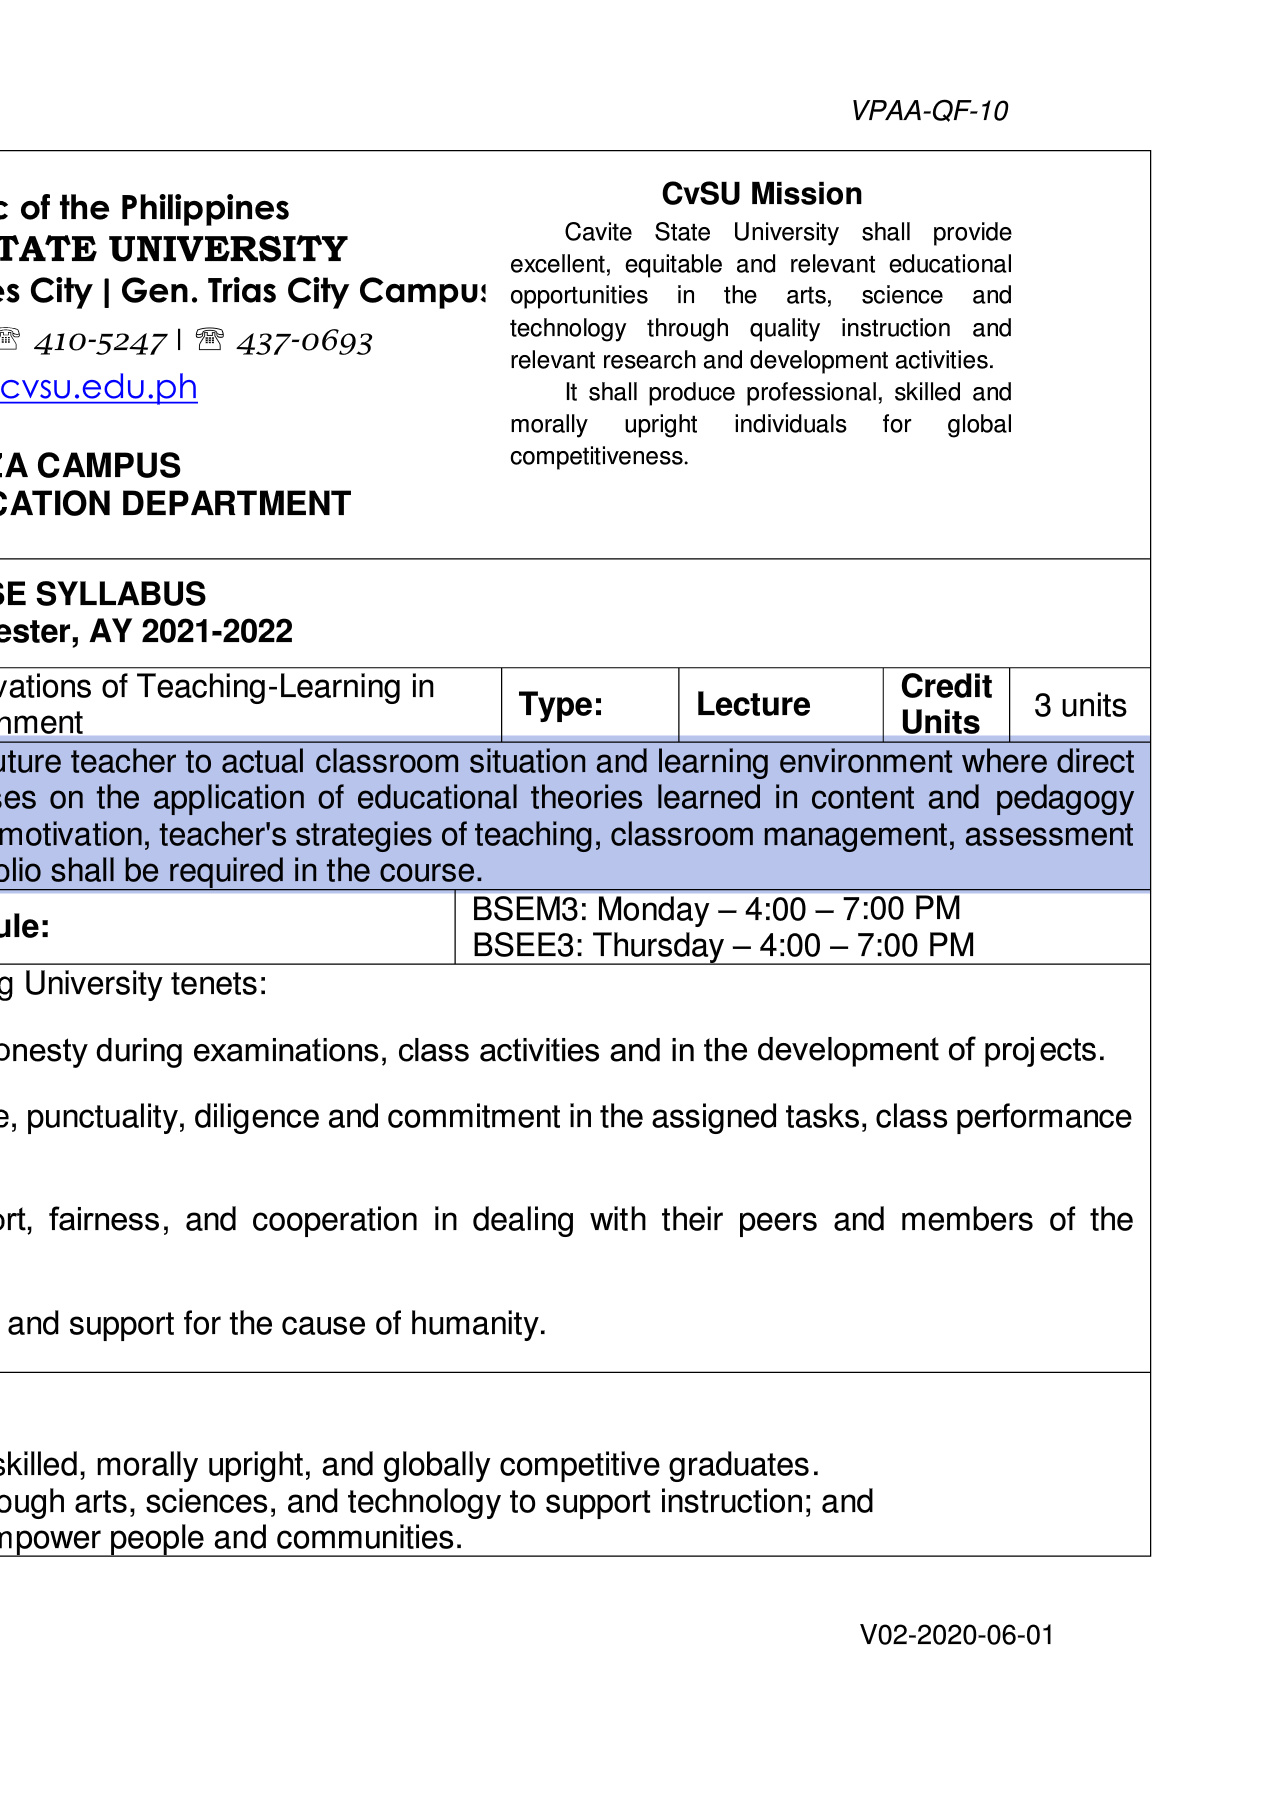 VPAA-QF-10
c of the Philippines
TATE UNIVERSITY
es City | Gen. Trias City Campus
☏ 410-5247 | ☏ 437-0693
cvsu.edu.ph
ZA CAMPUS
CATION DEPARTMENT
CvSU Mission
Cavite State University shall provide
excellent, equitable and relevant educational
opportunities in the arts, science and
technology through quality instruction and
relevant research and development activities.
It shall produce professional, skilled and
morally upright individuals for global
competitiveness.
SE SYLLABUS
ester, AY 2021-2022
vations of Teaching-Learning in
nment
Type:
Lecture
Credit
Units
3 units
uture teacher to actual classroom situation and learning environment where direct
ses on the application of educational theories learned in content and pedagogy
motivation, teacher's strategies of teaching, classroom management, assessment
olio shall be required in the course.
ule:
BSEM3: Monday – 4:00 – 7:00 PM
BSEE3: Thursday – 4:00 – 7:00 PM
g University tenets:
onesty during examinations, class activities and in the development of projects.
e, punctuality, diligence and commitment in the assigned tasks, class performance
ort, fairness, and cooperation in dealing with their peers and members of the
and support for the cause of humanity.
skilled, morally upright, and globally competitive graduates.
ough arts, sciences, and technology to support instruction; and
mpower people and communities.
V02-2020-06-01